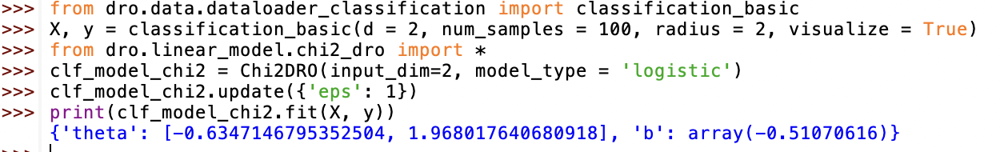 >>> from dro.data.dataloader_classification import classification_basic
>>> X, y = classification_basic(d = 2, num_samples = 100, radius = 2, visualize = True)
>>> from dro.linear_model.chi2_dro import *
>>> clf_model_chi2 = Chi2DRO(input_dim=2, model_type = 'logistic')
>>> clf_model_chi2.update({'eps': 1})
>>> print(clf_model_chi2.fit(X, y))
{'theta': [-0.6347146795352504, 1.968017640680918], 'b': array(-0.51070616)}
>>>